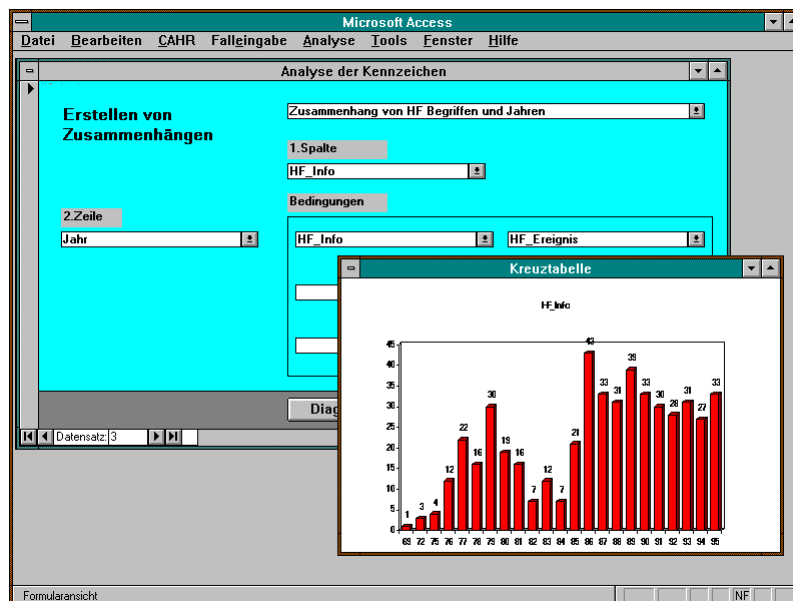 Microsoft Access
Datei Bearbeiten CAHR Falleingabe Analyse Tools Fenster Hilfe
Analyse der Kennzeichen
Erstellen von
Zusammenhängen
Zusammenhang von HF Begriffen und Jahren
1.Spalte
HF_Info
Bedingungen
2.Zeile
Jahr
HF_Info HF_Ereignis
Kreuztabelle
HF_Info
45
40
35
30
25
20
15
10
5
0
1 3 4 12 22 16 30 19 16 7 12 7 21 43 33 31 39 33 30 28 31 27 33
69 72 75 76 77 78 79 80 81 82 83 84 85 86 87 88 89 90 91 92 93 94 95
Diag
Datensatz: 3
Formularansicht NF